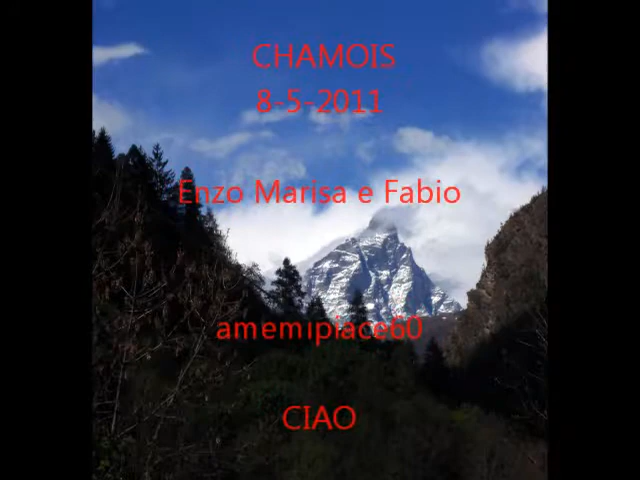 CHAMOIS
8-5-2011
Enzo Marisa e Fabio
amemipiace60
CIAO